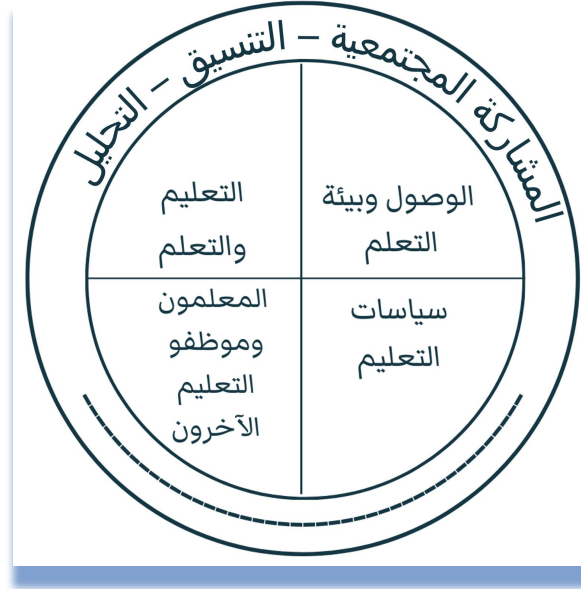 المشاركة المجتمعية – التنسيق – التحليل
الوصول وبيئة
التعلم
التعليم
والتعلم
سياسات
التعليم
المعلمون
وموظفو
التعليم
الآخرون